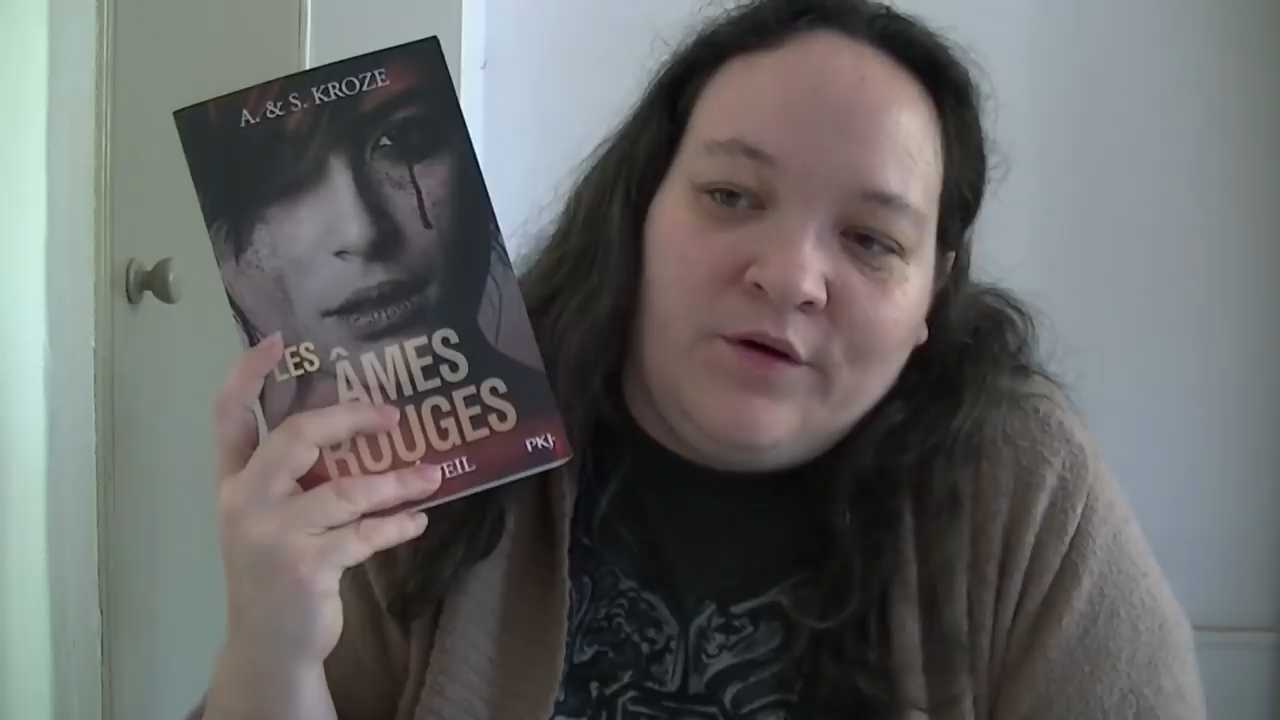 A. & S. KROZE
LES ÂMES
ROUGES
PKJ·